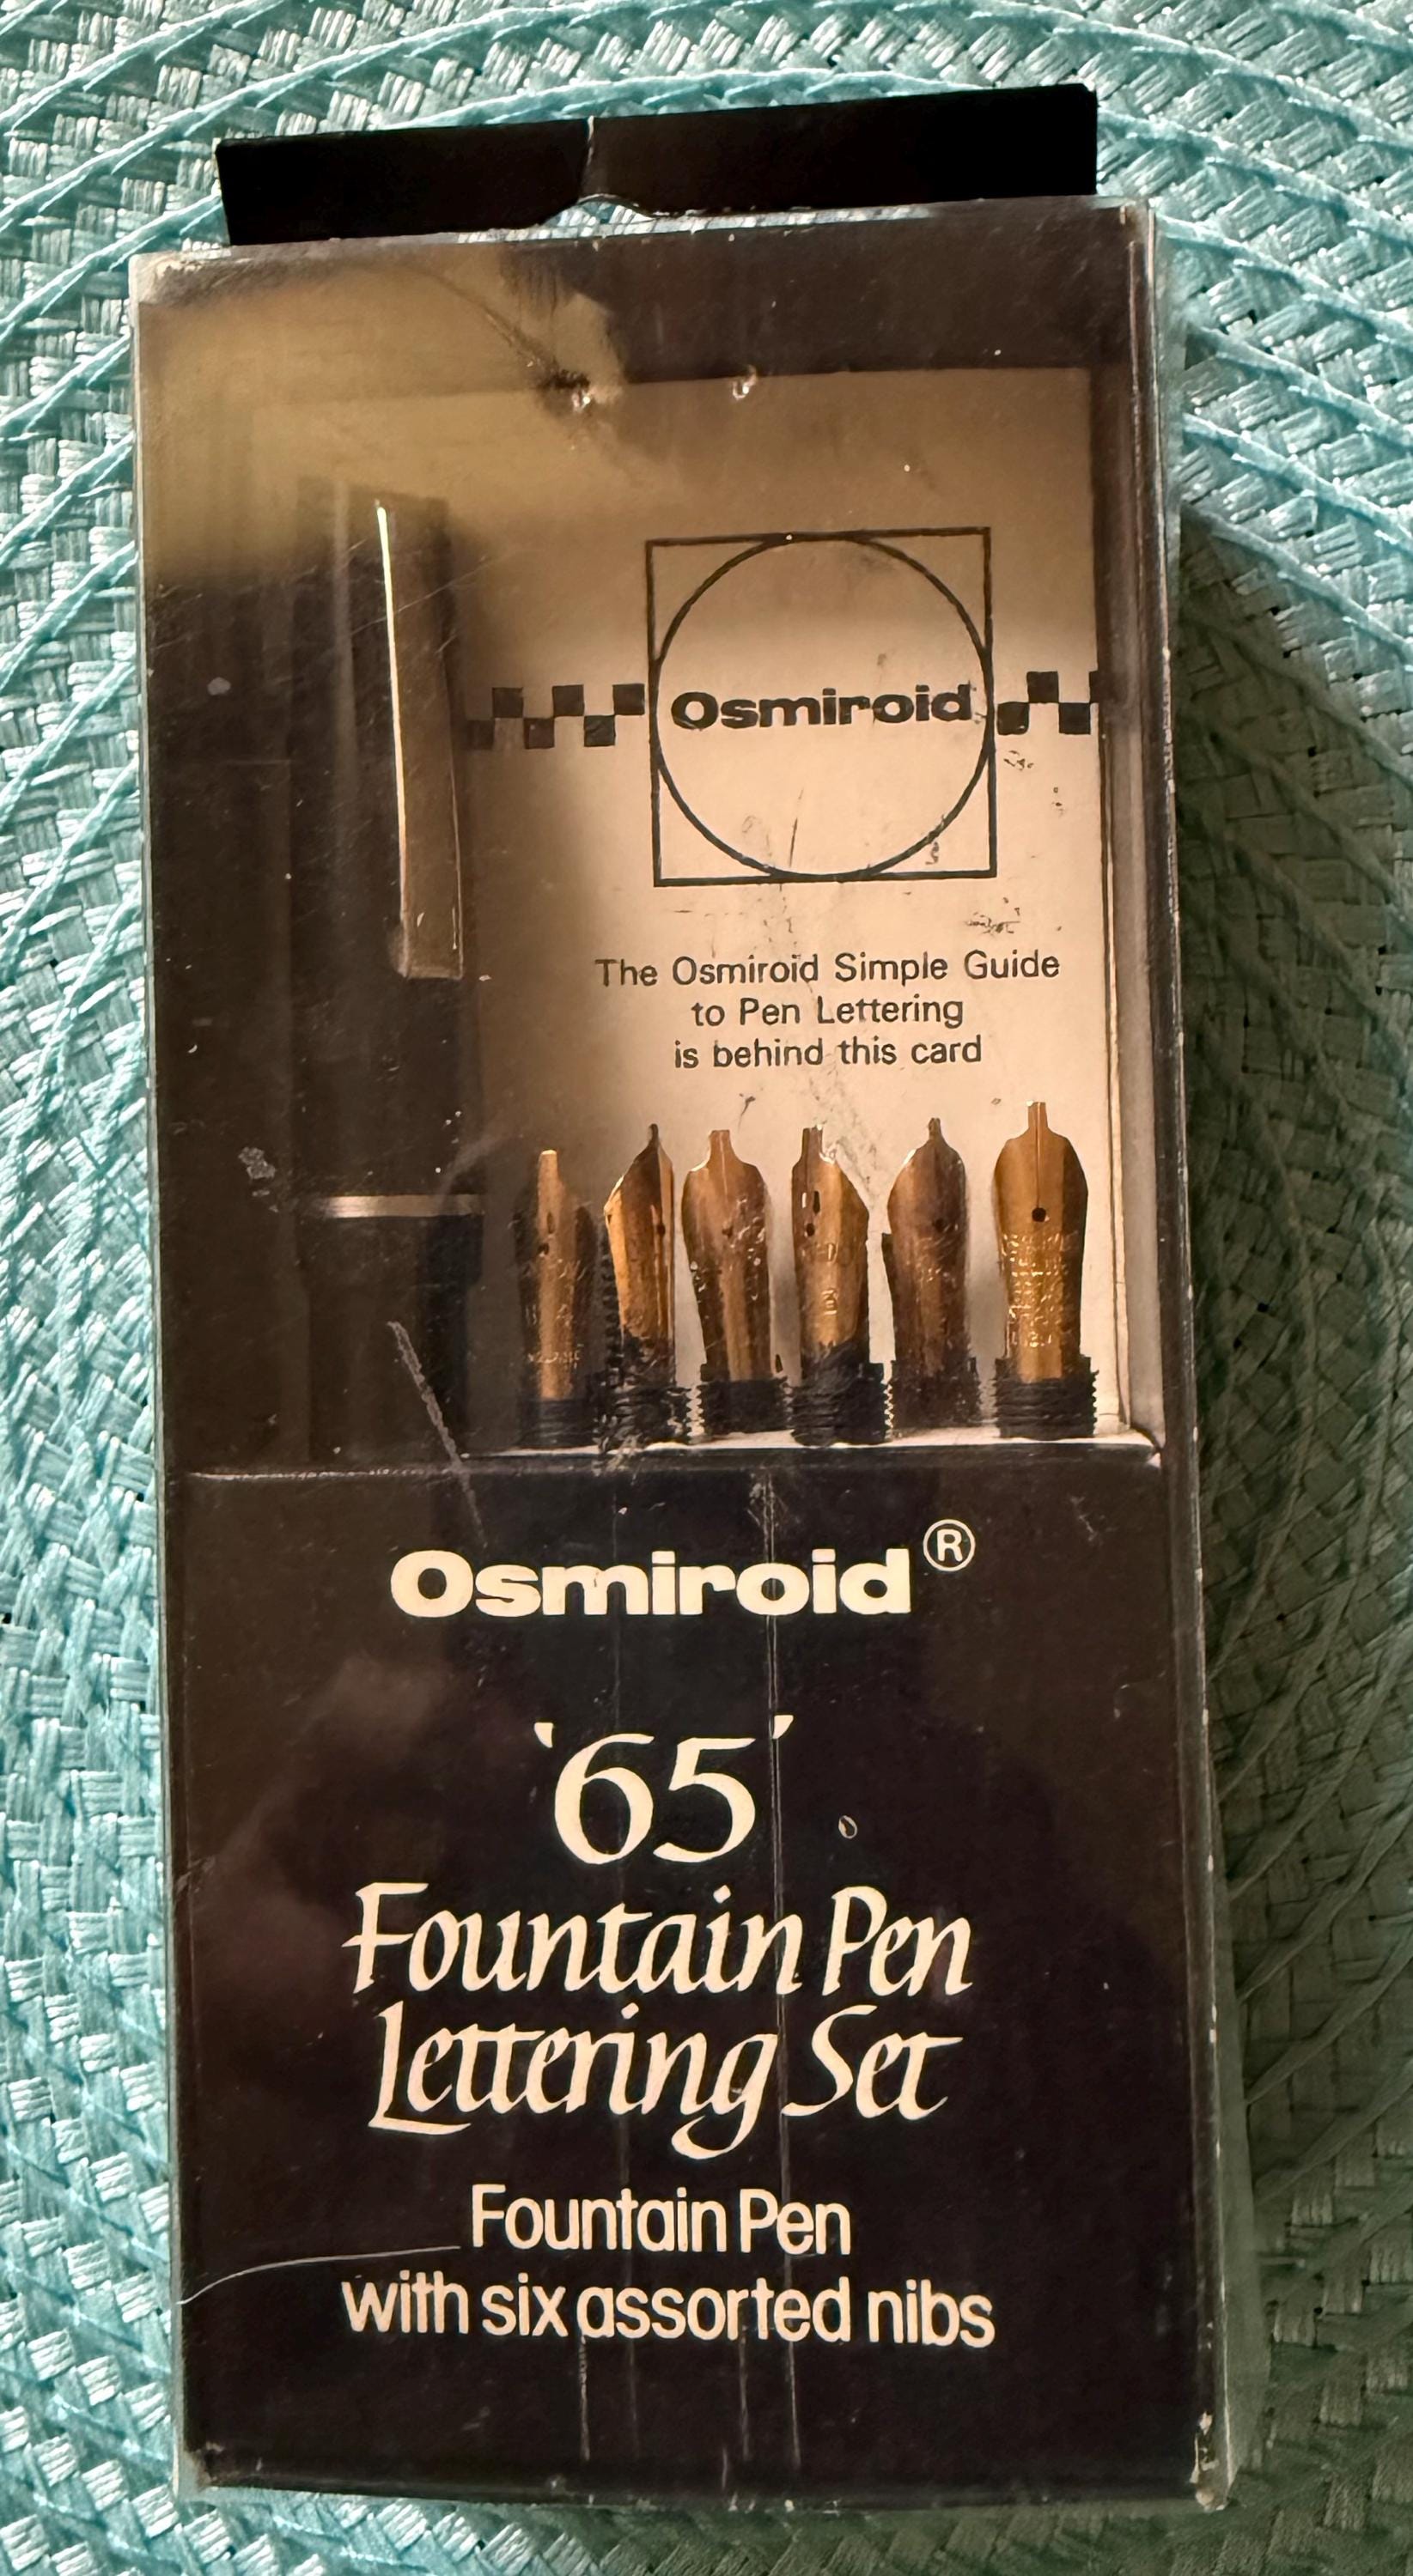 Osmiroid
The Osmiroid Simple Guide
to Pen Lettering
is behind this card
Osmiroid®
‘65’
Fountain Pen
Lettering Set
Fountain Pen
with six assorted nibs